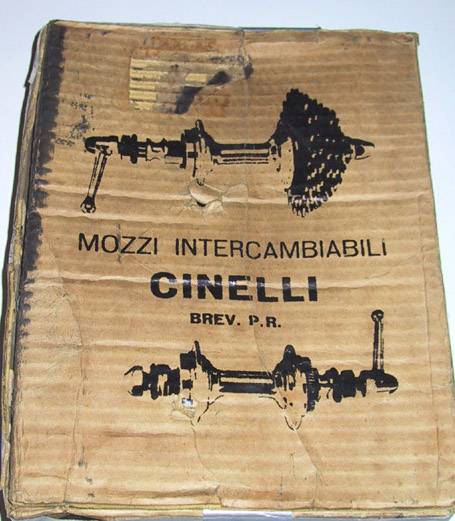 MOZZI INTERCAMBIABILI
CINELLI
BREV. P.R.